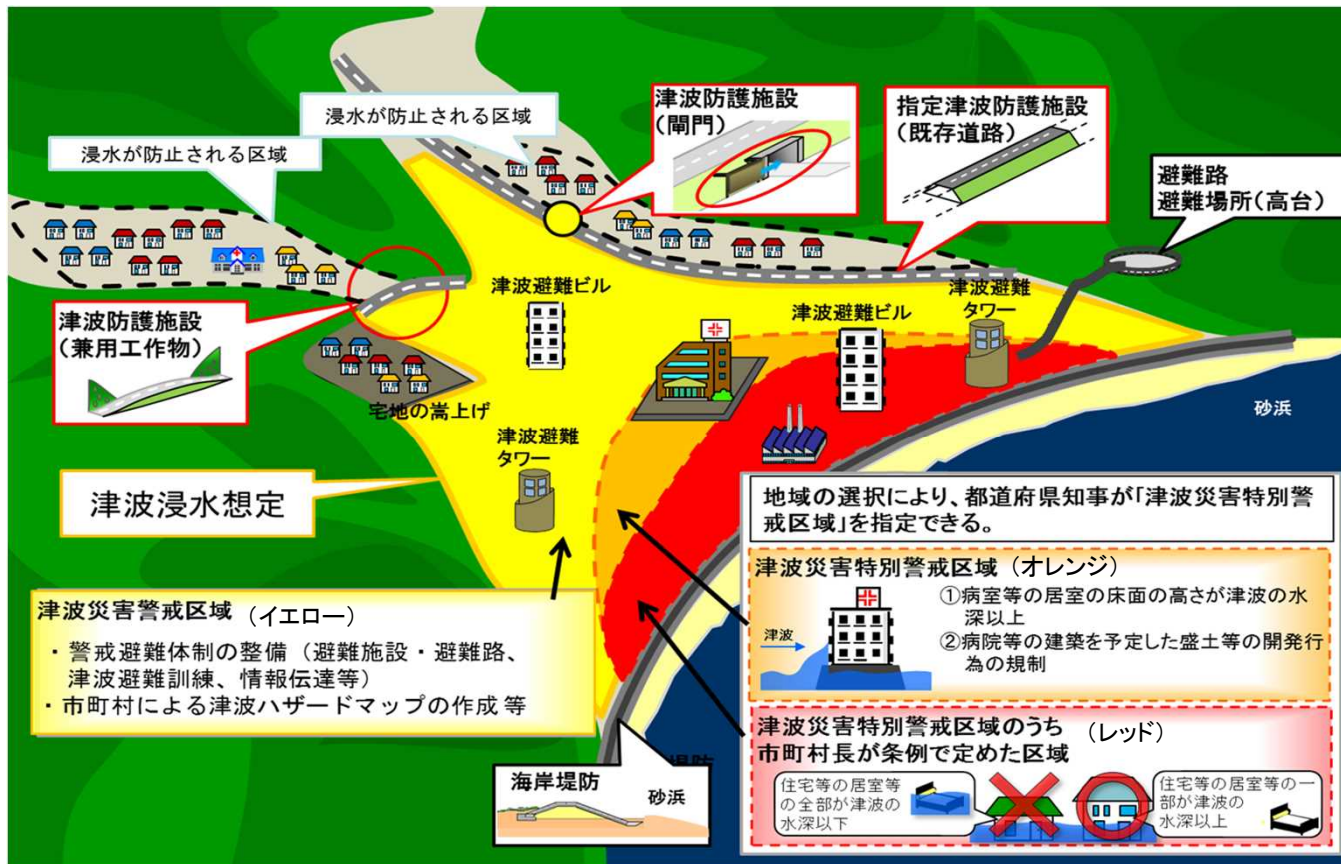 浸水が防止される区域
浸水が防止される区域
津波防護施設
(閘門)
指定津波防護施設
(既存道路)
避難路
避難場所(高台)
津波防護施設
(兼用工作物)
津波避難ビル
津波避難ビル
津波避難
タワー
宅地の嵩上げ
津波避難
タワー
砂浜
津波浸水想定
津波災害警戒区域 (イエロー)
・警戒避難体制の整備(避難施設・避難路、
津波避難訓練、情報伝達等)
・市町村による津波ハザードマップの作成等
地域の選択により、都道府県知事が「津波災害特別警
戒区域」を指定できる。
津波災害特別警戒区域 (オレンジ)
津波
①病室等の居室の床面の高さが津波の水
深以上
②病院等の建築を予定した盛土等の開発行
為の規制
津波災害特別警戒区域のうち (レッド)
市町村長が条例で定めた区域
住宅等の居室等
の全部が津波の
水深以下
住宅等の居室等の一
部が津波の
水深以上
海岸堤防
砂浜